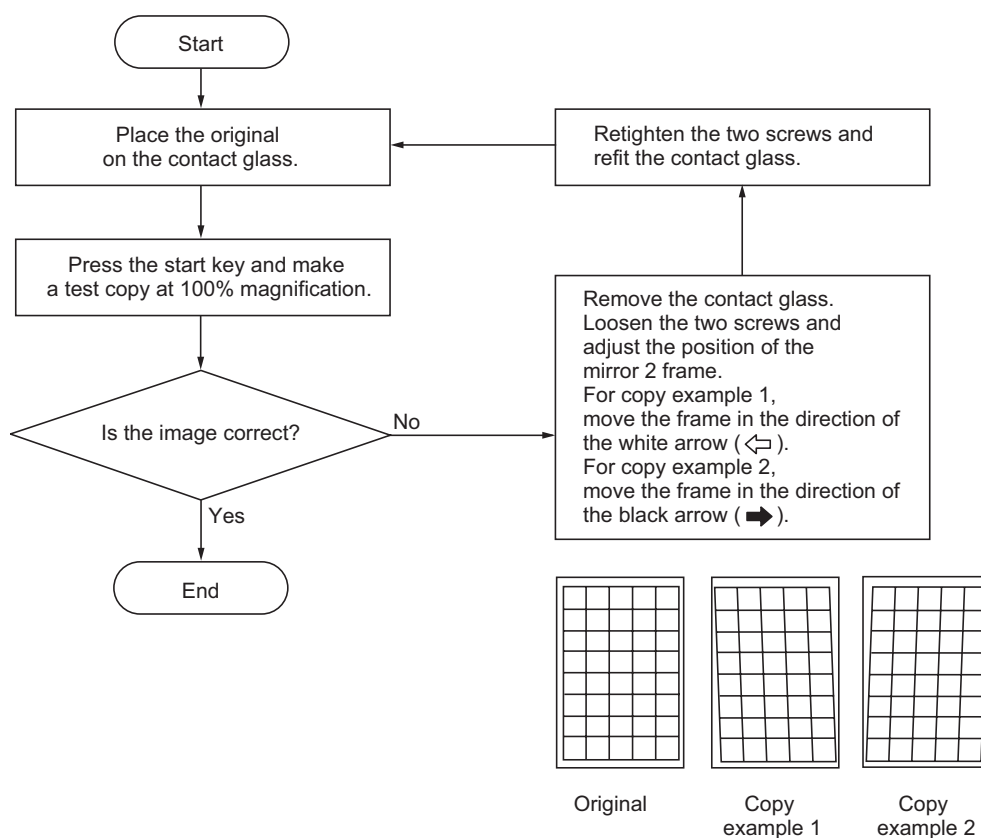 Start
Place the original
on the contact glass.
Retighten the two screws and
refit the contact glass.
Press the start key and make
a test copy at 100% magnification.
Remove the contact glass.
Loosen the two screws and
adjust the position of the
mirror 2 frame.
For copy example 1,
move the frame in the direction of
the white arrow ( ⇦ ).
For copy example 2,
move the frame in the direction of
the black arrow ( ➡ ).
Is the image correct?
No
Yes
End
Original
Copy
example 1
Copy
example 2